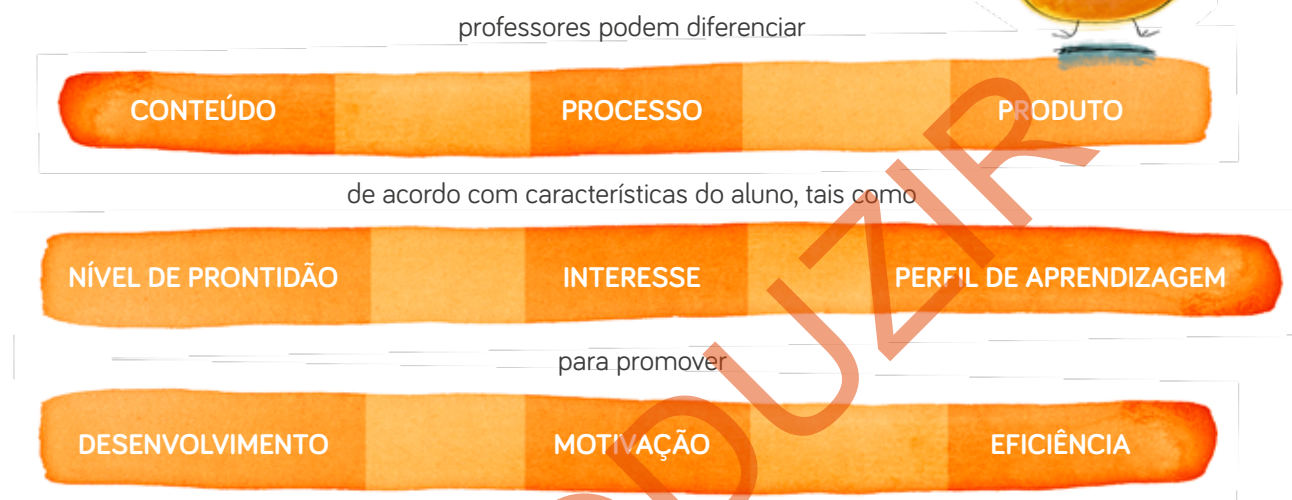 professores podem diferenciar
CONTEÚDO PROCESSO PRODUTO
de acordo com características do aluno, tais como
NÍVEL DE PRONTIDÃO INTERESSE PERFIL DE APRENDIZAGEM
para promover
DESENVOLVIMENTO MOTIVAÇÃO EFICIÊNCIA
DUZIR